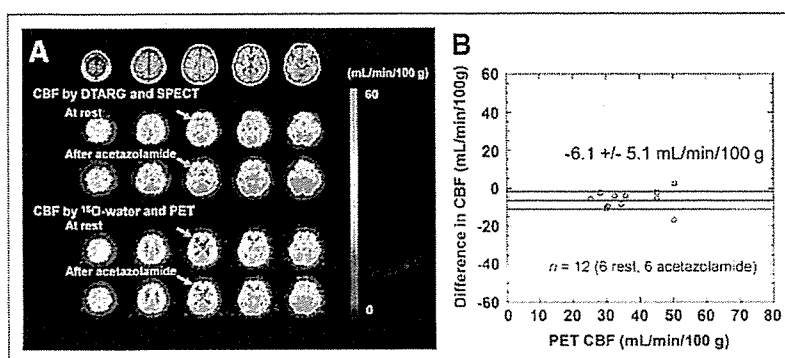 A
(mL/min/100 g)
60
CBF by DTARG and SPECT
At rest
After acetazolamide
CBF by ¹⁵O-water and PET
At rest
After acetazolamide
0
B
Difference in CBF (mL/min/100g)
60
40
20
0
-20
-40
-60
-6.1 +/- 5.1 mL/min/100 g
n = 12 (6 rest, 6 acetazolamide)
0 10 20 30 40 50 60 70 80
PET CBF (mL/min/100 g)